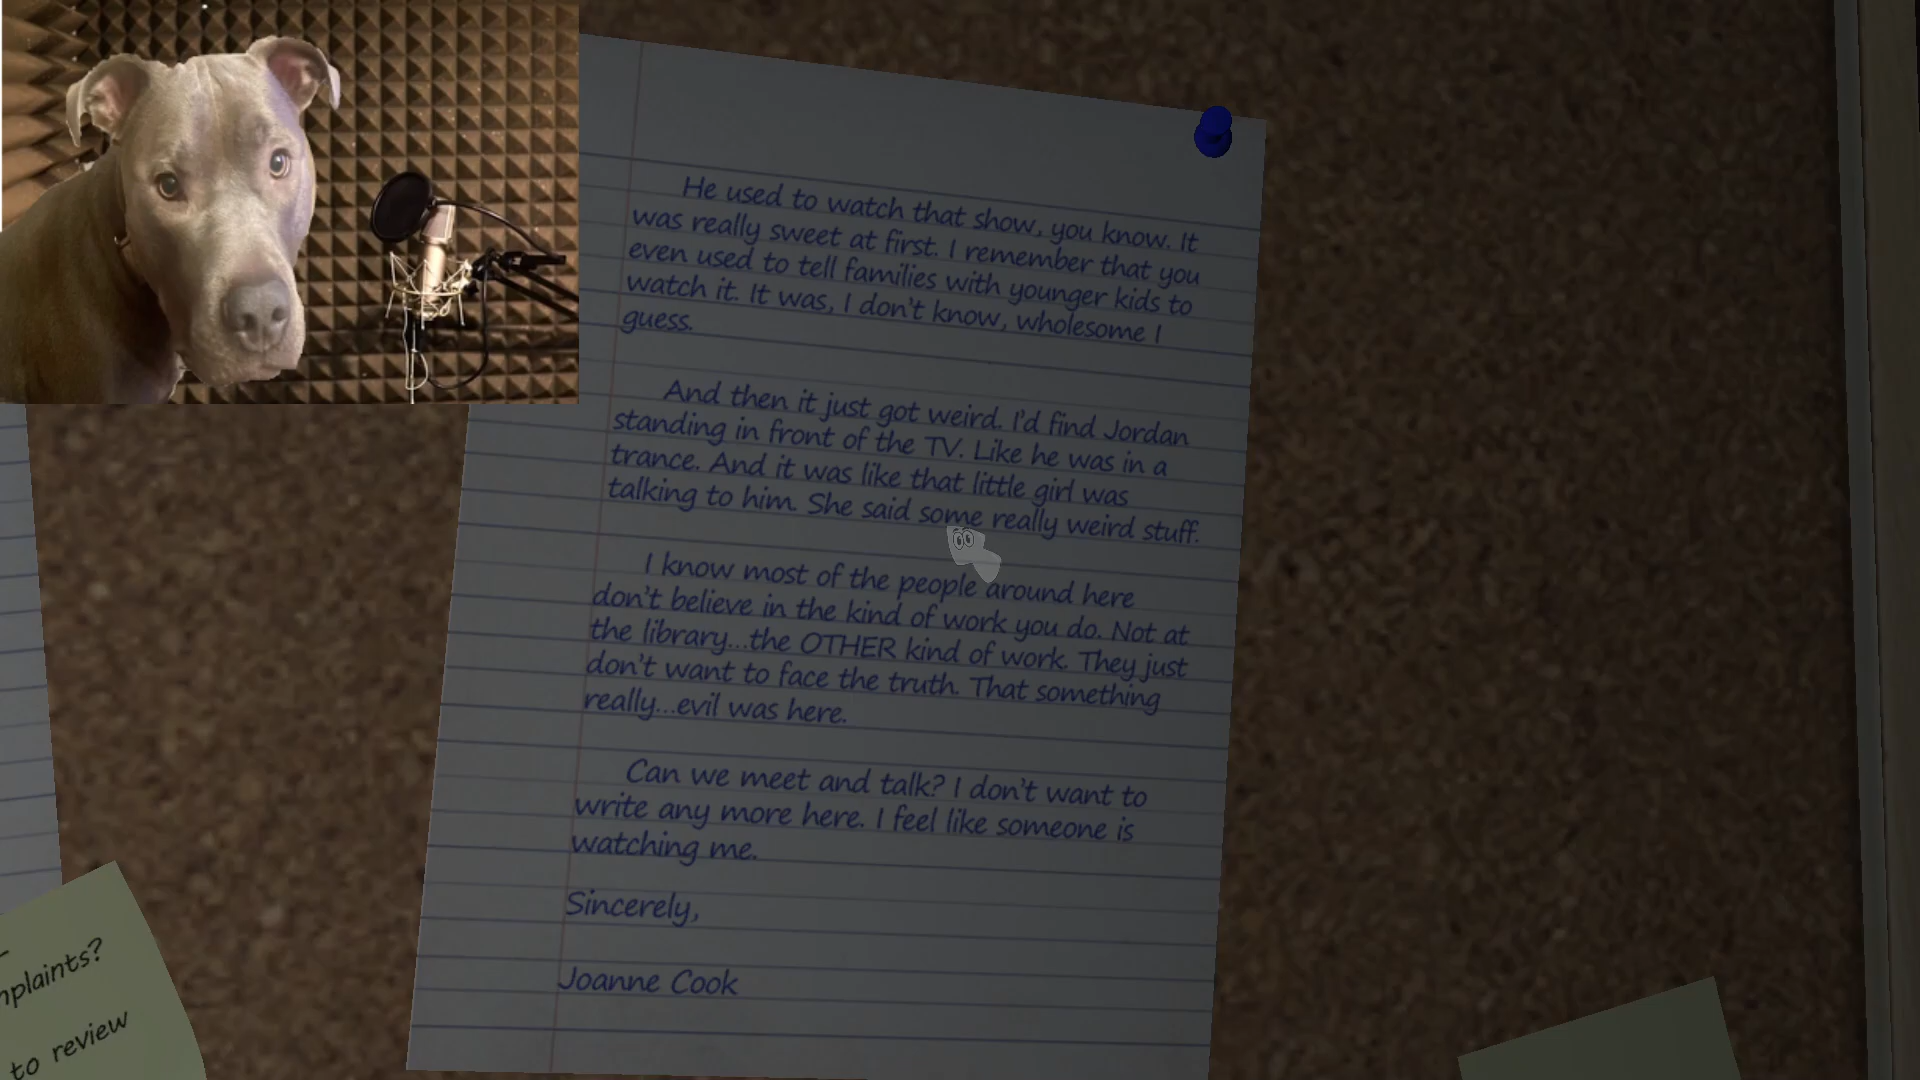 He used to watch that show, you know. It
was really sweet at first. I remember that you
even used to tell families with younger kids to
watch it. It was, I don't know, wholesome I
guess.
And then it just got weird. I'd find Jordan
standing in front of the TV. Like he was in a
trance. And it was like that little girl was
talking to him. She said some really weird stuff.
I know most of the people around here
don't believe in the kind of work you do. Not at
the library...the OTHER kind of work. They just
don't want to face the truth. That something
really...evil was here.
Can we meet and talk? I don't want to
write any more here. I feel like someone is
watching me.
Sincerely,
Joanne Cook
mplaints?
to review